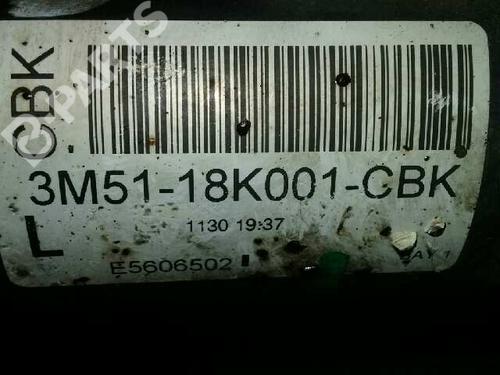 CBK
B-PARTS
3M51-18K001-CBK
L
1130 19:37
E5606502